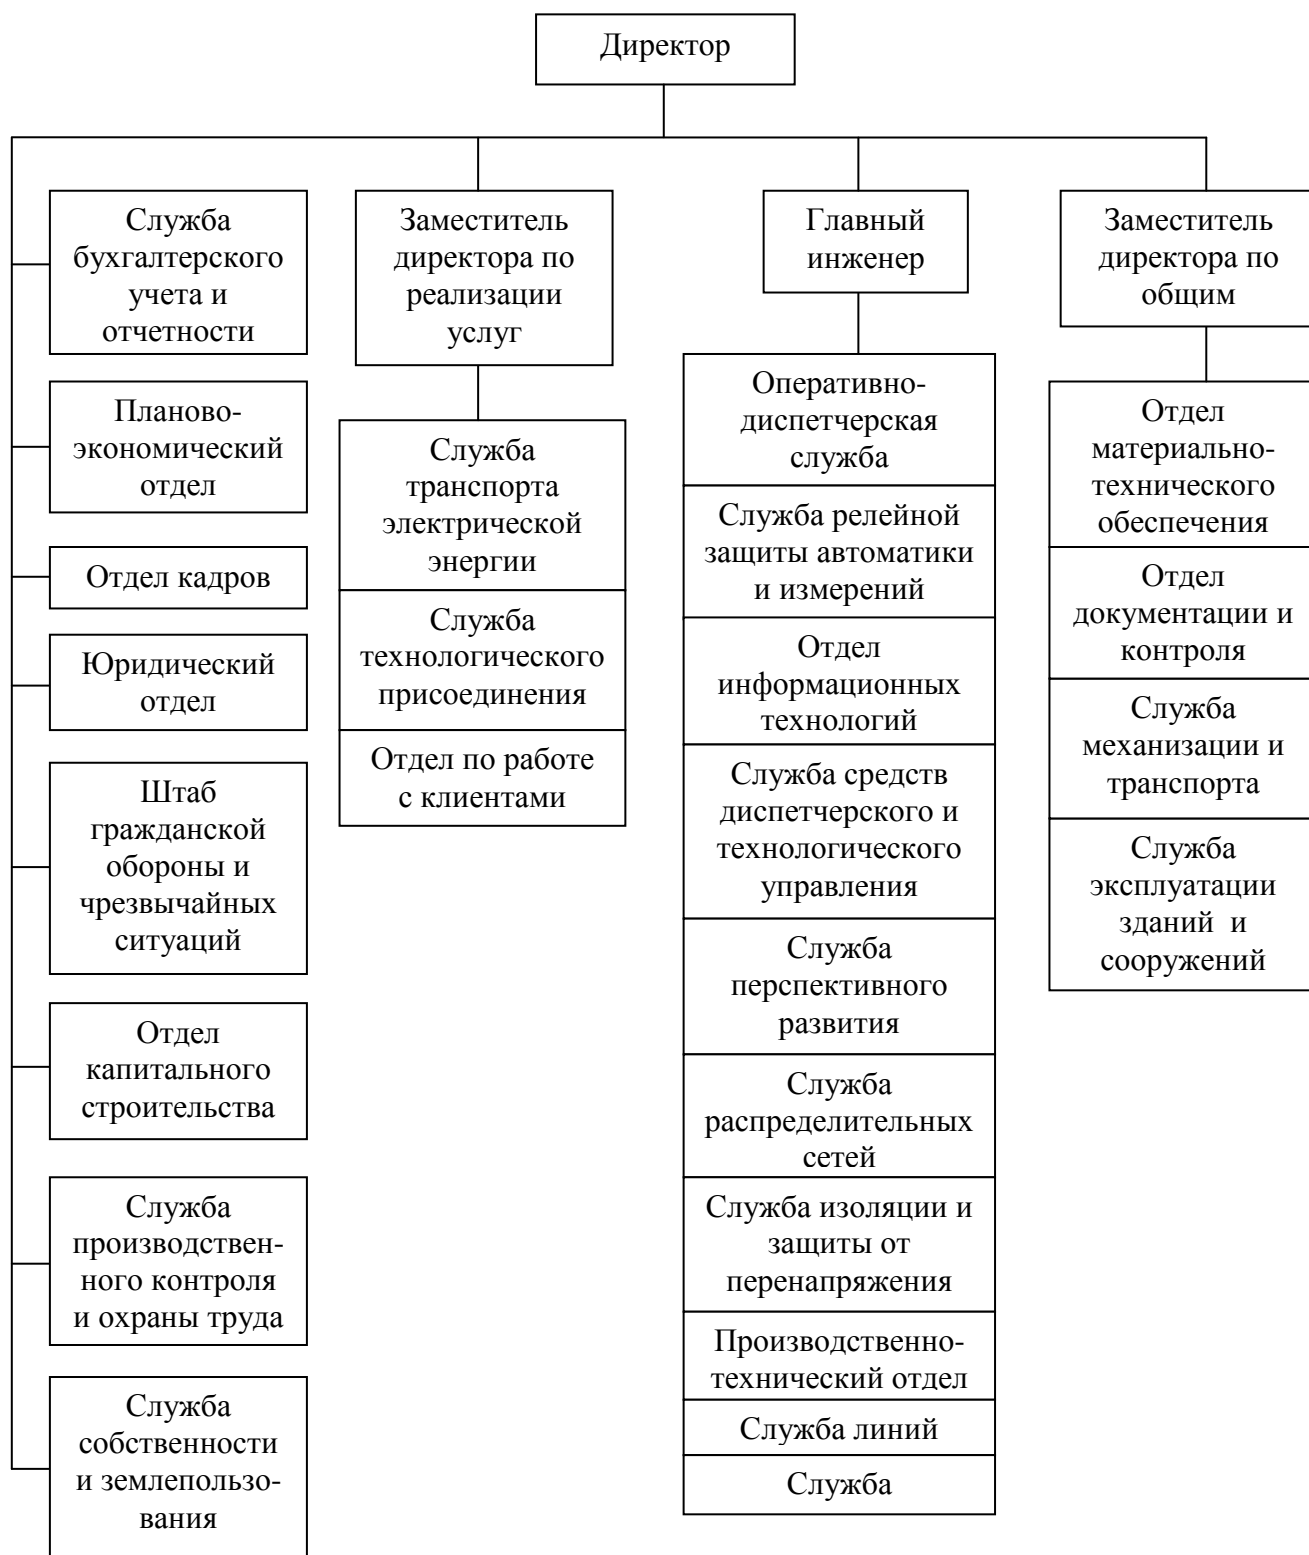 Директор
Служба
бухгалтерского
учета и
отчетности
Планово-
экономический
отдел
Отдел кадров
Юридический
отдел
Штаб
гражданской
обороны и
чрезвычайных
ситуаций
Отдел
капитального
строительства
Служба
производствен-
ного контроля
и охраны труда
Служба
собственности
и землепользо-
вания
Заместитель
директора по
реализации
услуг
Служба
транспорта
электрической
энергии
Служба
технологического
присоединения
Отдел по работе
с клиентами
Главный
инженер
Оперативно-
диспетчерская
служба
Служба релейной
защиты автоматики
и измерений
Отдел
информационных
технологий
Служба средств
диспетчерского и
технологического
управления
Служба
перспективного
развития
Служба
распределительных
сетей
Служба изоляции и
защиты от
перенапряжения
Производственно-
технический отдел
Служба линий
Служба
Заместитель
директора по
общим
Отдел
материально-
технического
обеспечения
Отдел
документации и
контроля
Служба
механизации и
транспорта
Служба
эксплуатации
зданий и
сооружений